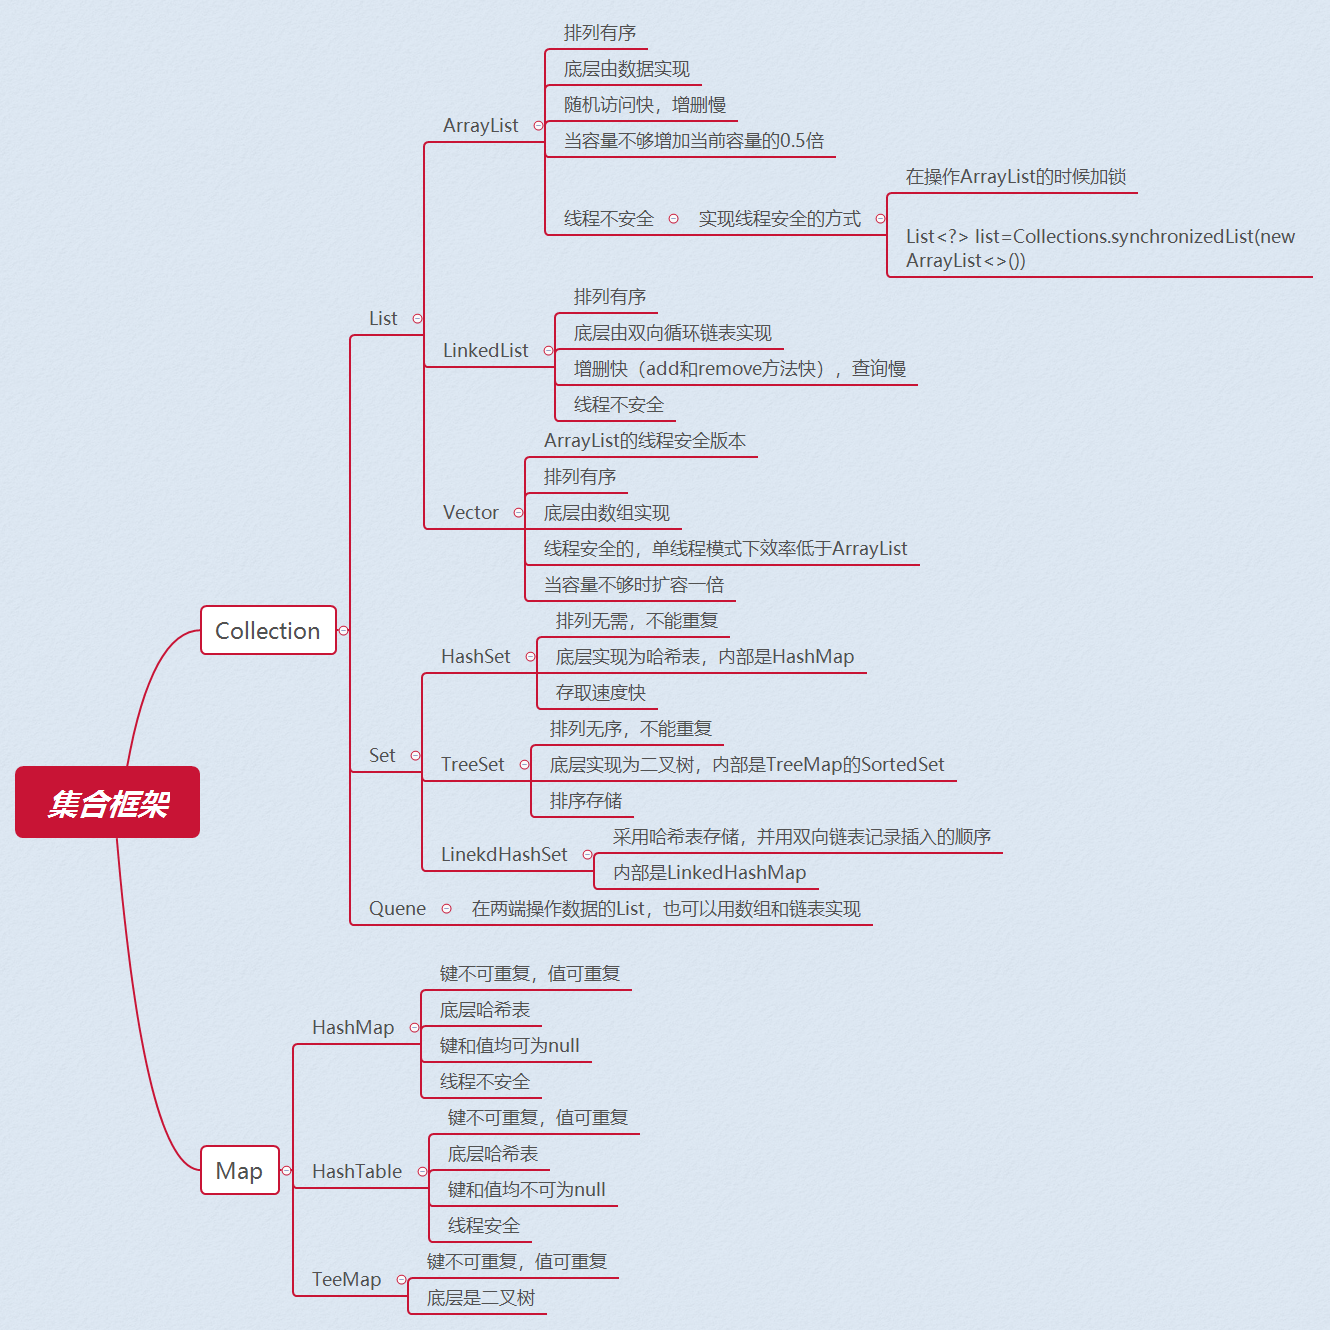 集合框架
Collection
List
ArrayList
排列有序
底层由数据实现
随机访问快，增删慢
当容量不够增加当前容量的0.5倍
线程不安全
实现线程安全的方式
在操作ArrayList的时候加锁
List<?> list=Collections.synchronizedList(new
ArrayList<>())
LinkedList
排列有序
底层由双向循环链表实现
增删快（add和remove方法快），查询慢
线程不安全
Vector
ArrayList的线程安全版本
排列有序
底层由数组实现
线程安全的，单线程模式下效率低于ArrayList
当容量不够时扩容一倍
Set
HashSet
排列无需，不能重复
底层实现为哈希表，内部是HashMap
存取速度快
TreeSet
排列无序，不能重复
底层实现为二叉树，内部是TreeMap的SortedSet
排序存储
LinekdHashSet
采用哈希表存储，并用双向链表记录插入的顺序
内部是LinkedHashMap
Quene
在两端操作数据的List，也可以用数组和链表实现
Map
HashMap
键不可重复，值可重复
底层哈希表
键和值均可为null
线程不安全
HashTable
键不可重复，值可重复
底层哈希表
键和值均不可为null
线程安全
TeeMap
键不可重复，值可重复
底层是二叉树